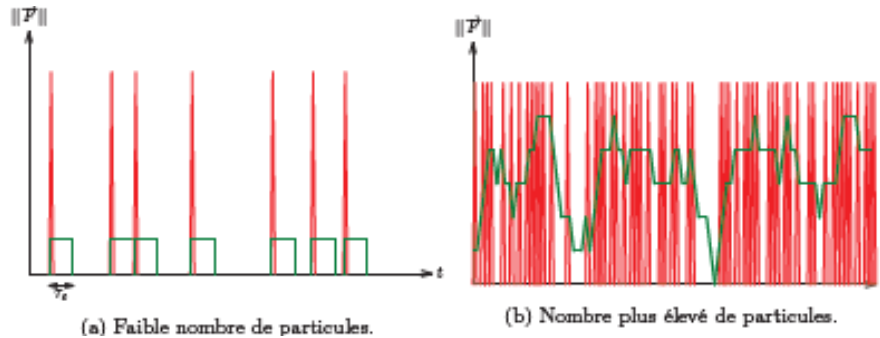 ‖F⃗‖
‖F⃗‖
t
τ
(a) Faible nombre de particules.
(b) Nombre plus élevé de particules.